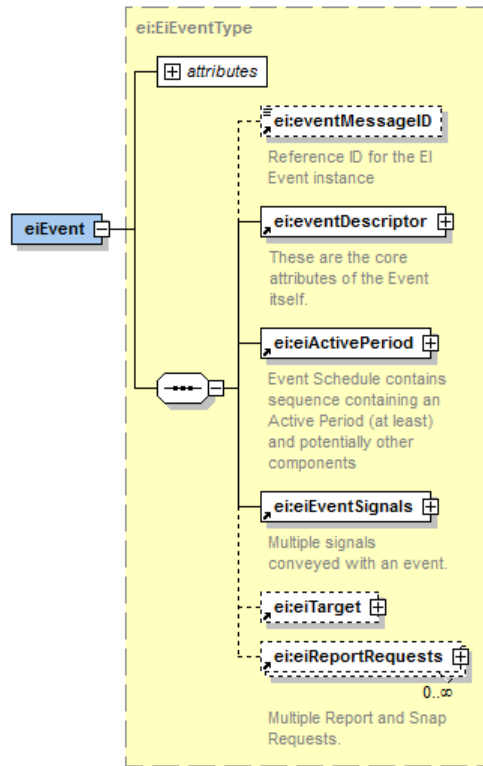 ei:EiEventType
attributes
ei:eventMessageID
Reference ID for the EI
Event instance
eiEvent
ei:eventDescriptor
These are the core
attributes of the Event
itself.
ei:eiActivePeriod
Event Schedule contains
sequence containing an
Active Period (at least)
and potentially other
components
ei:eiEventSignals
Multiple signals
conveyed with an event.
ei:eiTarget
ei:eiReportRequests
0..∞
Multiple Report and Snap
Requests.